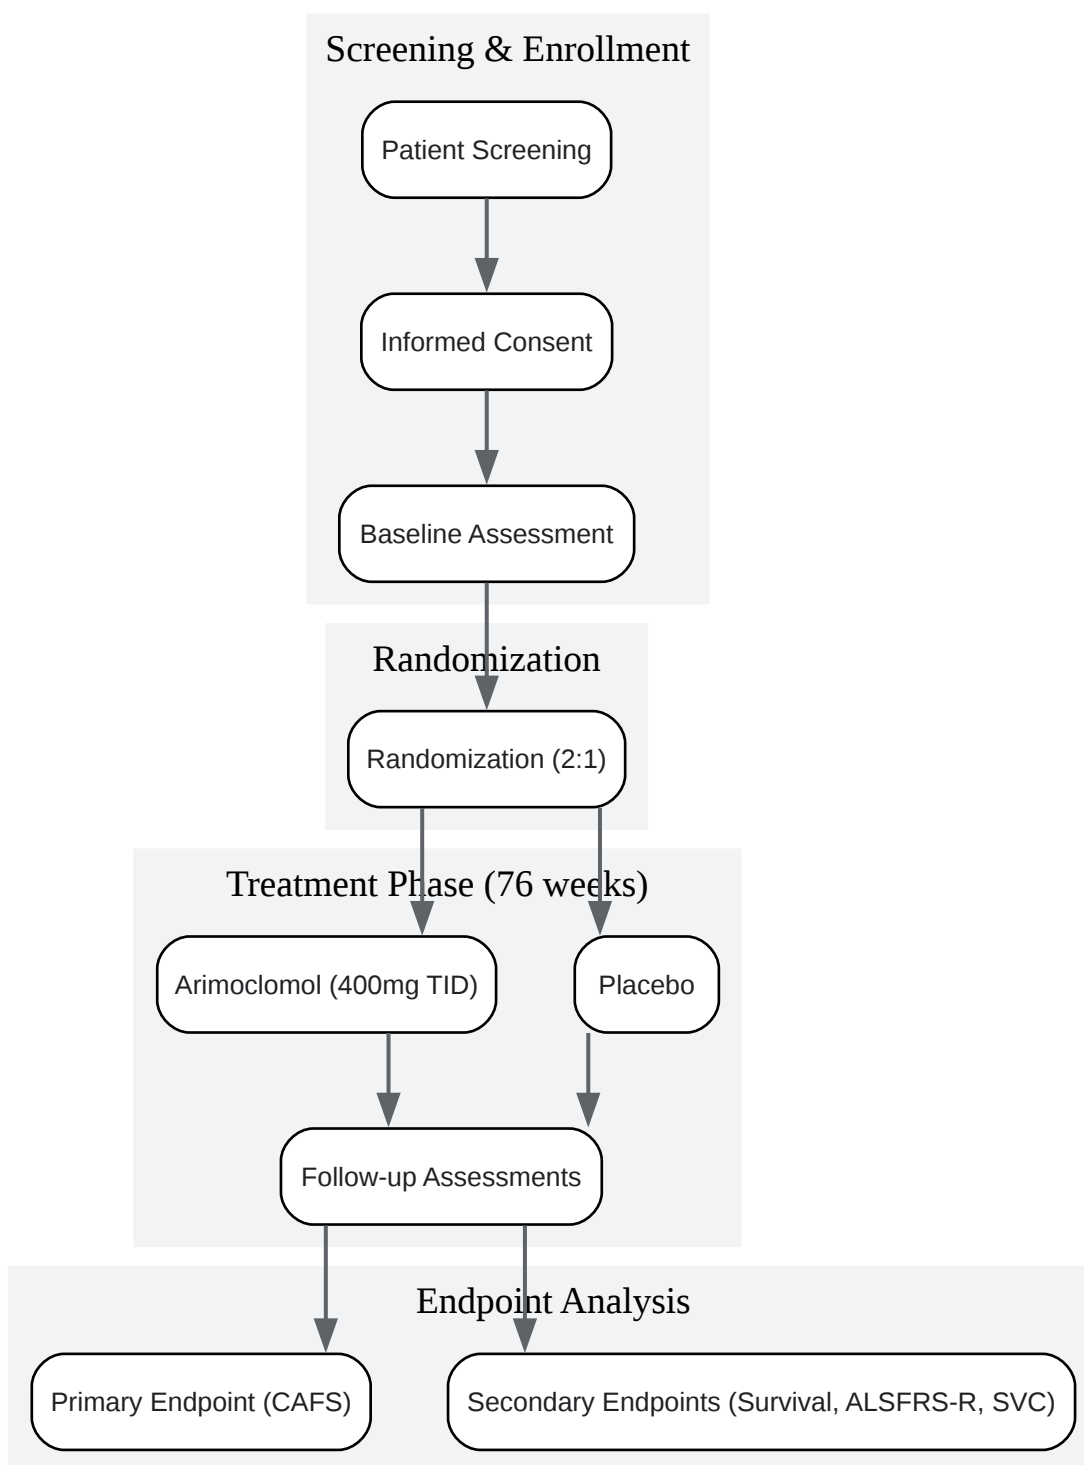 Screening & Enrollment
Patient Screening
Informed Consent
Baseline Assessment
Randomization
Randomization (2:1)
Treatment Phase (76 weeks)
Arimoclomol (400mg TID)
Placebo
Follow-up Assessments
Endpoint Analysis
Primary Endpoint (CAFS)
Secondary Endpoints (Survival, ALSFRS-R, SVC)